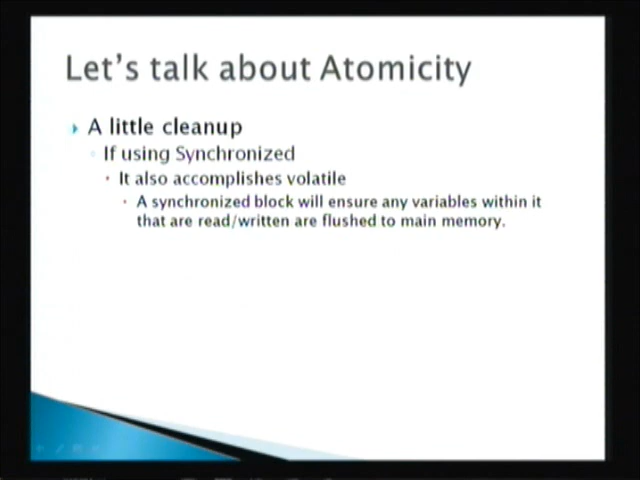 Let's talk about Atomicity
A little cleanup
If using Synchronized
It also accomplishes volatile
A synchronized block will ensure any variables within it
that are read/written are flushed to main memory.